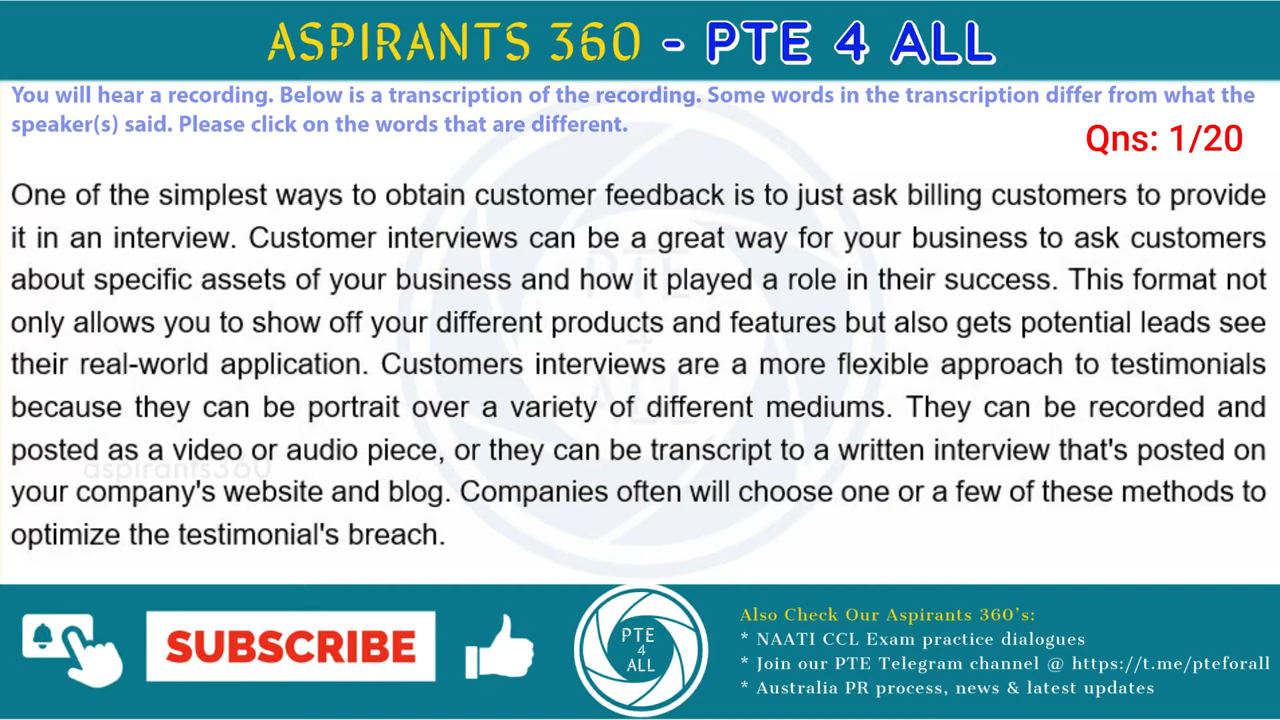 ASPIRANTS 360 - PTE 4 ALL
You will hear a recording. Below is a transcription of the recording. Some words in the transcription differ from what the
speaker(s) said. Please click on the words that are different.
Qns: 1/20
One of the simplest ways to obtain customer feedback is to just ask billing customers to provide
it in an interview. Customer interviews can be a great way for your business to ask customers
about specific assets of your business and how it played a role in their success. This format not
only allows you to show off your different products and features but also gets potential leads see
their real-world application. Customers interviews are a more flexible approach to testimonials
because they can be portrait over a variety of different mediums. They can be recorded and
posted as a video or audio piece, or they can be transcript to a written interview that's posted on
your company's website and blog. Companies often will choose one or a few of these methods to
optimize the testimonial's breach.
PTE
4
ALL
aspirants360
SUBSCRIBE
PTE
4
ALL
Also Check Our Aspirants 360's:
* NAATI CCL Exam practice dialogues
* Join our PTE Telegram channel @ https://t.me/pteforall
* Australia PR process, news & latest updates